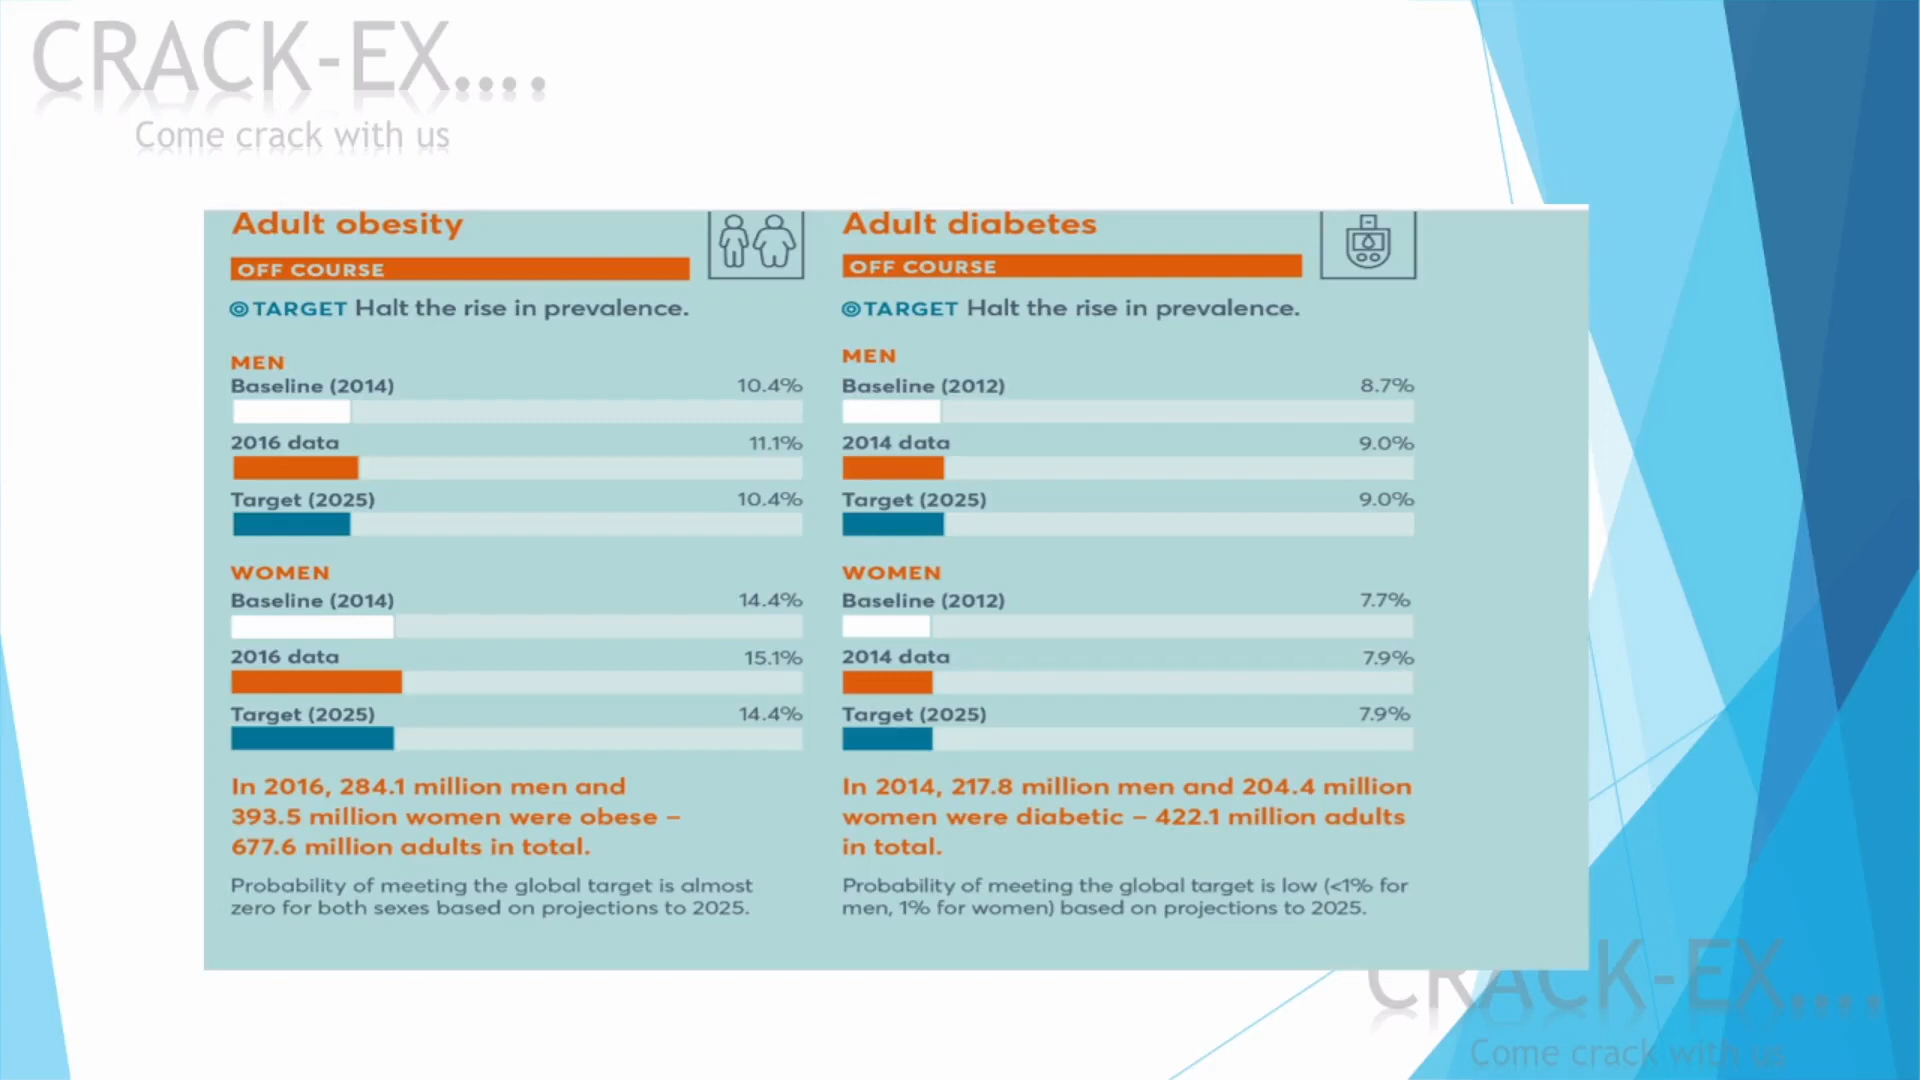 CRACK-EX....
Come crack with us
Adult obesity
OFF COURSE
TARGET Halt the rise in prevalence.
MEN
Baseline (2014) 10.4%
2016 data 11.1%
Target (2025) 10.4%
WOMEN
Baseline (2014) 14.4%
2016 data 15.1%
Target (2025) 14.4%
In 2016, 284.1 million men and
393.5 million women were obese –
677.6 million adults in total.
Probability of meeting the global target is almost
zero for both sexes based on projections to 2025.
Adult diabetes
OFF COURSE
TARGET Halt the rise in prevalence.
MEN
Baseline (2012) 8.7%
2014 data 9.0%
Target (2025) 9.0%
WOMEN
Baseline (2012) 7.7%
2014 data 7.9%
Target (2025) 7.9%
In 2014, 217.8 million men and 204.4 million
women were diabetic – 422.1 million adults
in total.
Probability of meeting the global target is low (<1% for
men, 1% for women) based on projections to 2025.
CRACK-EX....
Come crack with us